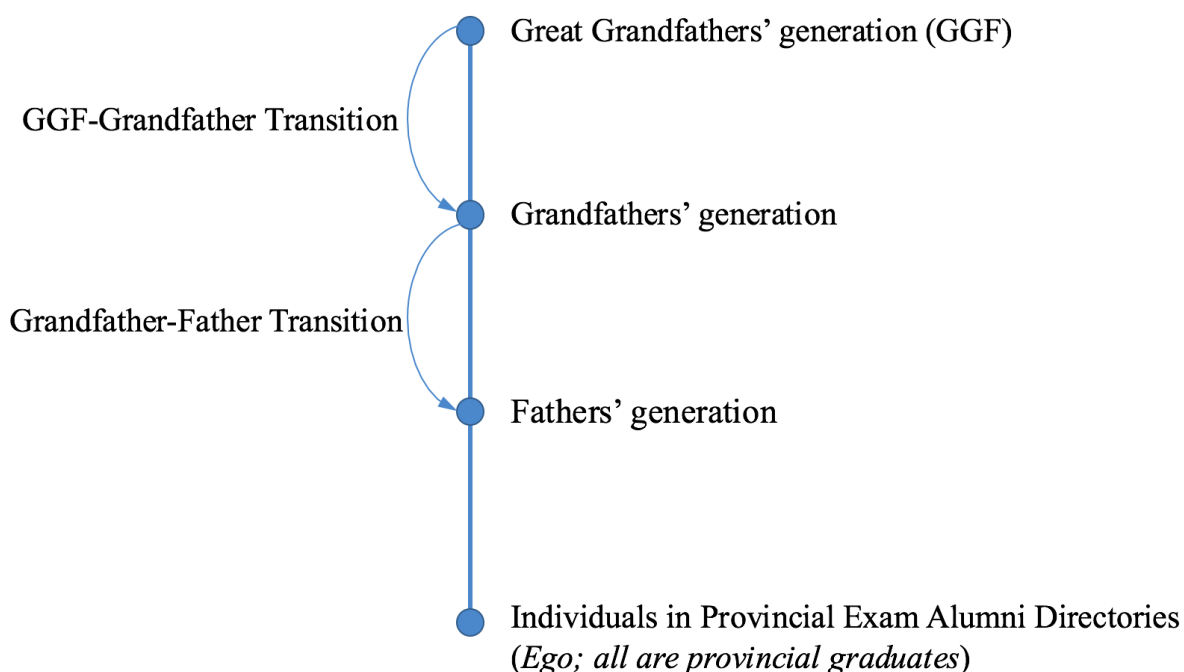 Great Grandfathers’ generation (GGF)
GGF-Grandfather Transition
Grandfathers’ generation
Grandfather-Father Transition
Fathers’ generation
Individuals in Provincial Exam Alumni Directories
(Ego; all are provincial graduates)